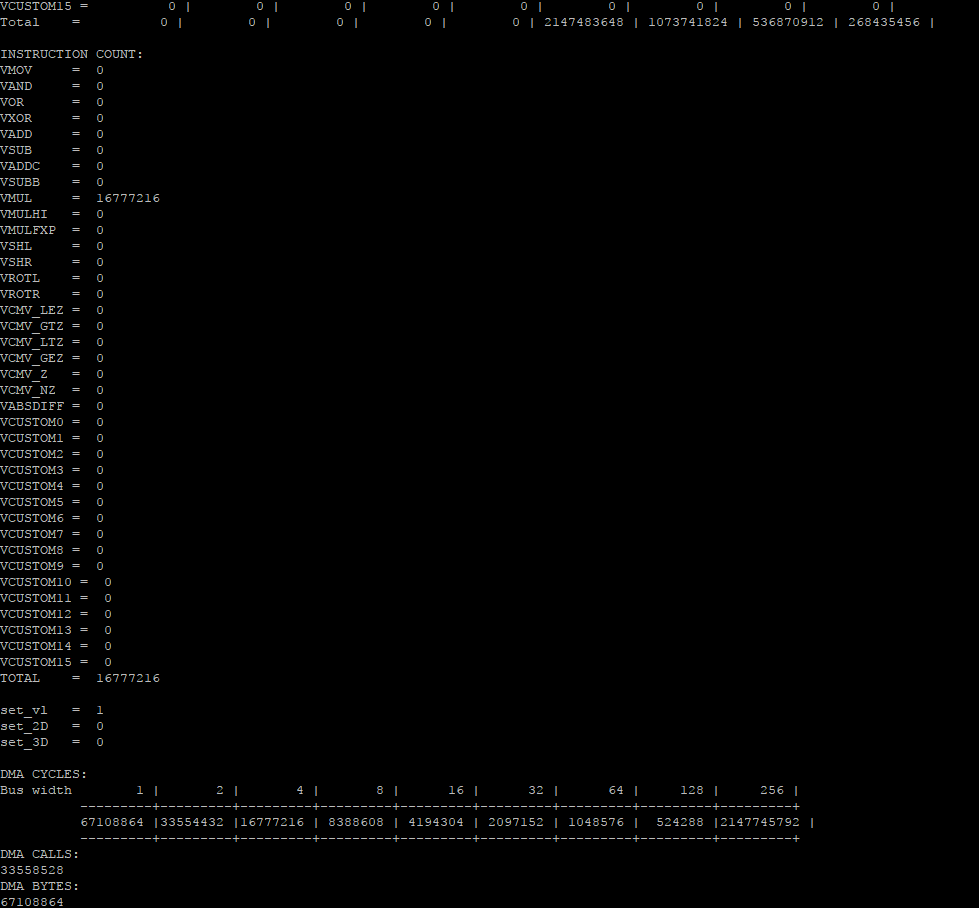 VCUSTOM15 =          0 |         0 |         0 |         0 |         0 |          0 |          0 |         0 |         0 |
Total    =          0 |         0 |         0 |         0 |         0 | 2147483648 | 1073741824 | 536870912 | 268435456 |
INSTRUCTION COUNT:
VMOV     =  0
VAND     =  0
VOR      =  0
VXOR     =  0
VADD     =  0
VSUB     =  0
VADDC    =  0
VSUBB    =  0
VMUL     =  16777216
VMULHI   =  0
VMULFXP  =  0
VSHL     =  0
VSHR     =  0
VROTL    =  0
VROTR    =  0
VCMV_LEZ =  0
VCMV_GTZ =  0
VCMV_LTZ =  0
VCMV_GEZ =  0
VCMV_Z   =  0
VCMV_NZ  =  0
VABSDIFF =  0
VCUSTOM0 =  0
VCUSTOM1 =  0
VCUSTOM2 =  0
VCUSTOM3 =  0
VCUSTOM4 =  0
VCUSTOM5 =  0
VCUSTOM6 =  0
VCUSTOM7 =  0
VCUSTOM8 =  0
VCUSTOM9 =  0
VCUSTOM10 =  0
VCUSTOM11 =  0
VCUSTOM12 =  0
VCUSTOM13 =  0
VCUSTOM14 =  0
VCUSTOM15 =  0
TOTAL    =  16777216
set_vl   =  1
set_2D   =  0
set_3D   =  0
DMA CYCLES:
Bus width        1 |       2 |       4 |       8 |      16 |      32 |      64 |     128 |     256 |
---------+---------+---------+---------+---------+---------+---------+---------+---------+
67108864 |33554432 |16777216 | 8388608 | 4194304 | 2097152 | 1048576 |  524288 |2147745792 |
---------+---------+---------+---------+---------+---------+---------+---------+---------+
DMA CALLS:
33558528
DMA BYTES:
67108864